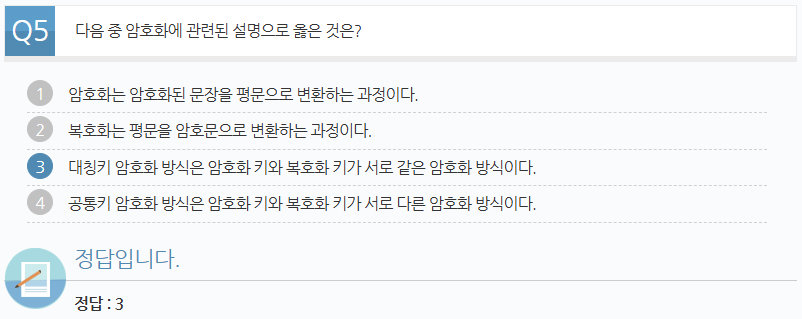 Q5 다음 중 암호화에 관련된 설명으로 옳은 것은?
1 암호화는 암호화된 문장을 평문으로 변환하는 과정이다.
2 복호화는 평문을 암호문으로 변환하는 과정이다.
3 대칭키 암호화 방식은 암호화 키와 복호화 키가 서로 같은 암호화 방식이다.
4 공통키 암호화 방식은 암호화 키와 복호화 키가 서로 다른 암호화 방식이다.
정답입니다.
정답 : 3